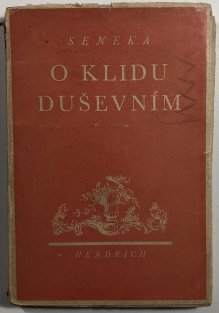 SENEKA
O KLIDU
DUŠEVNÍM
HENDRICH